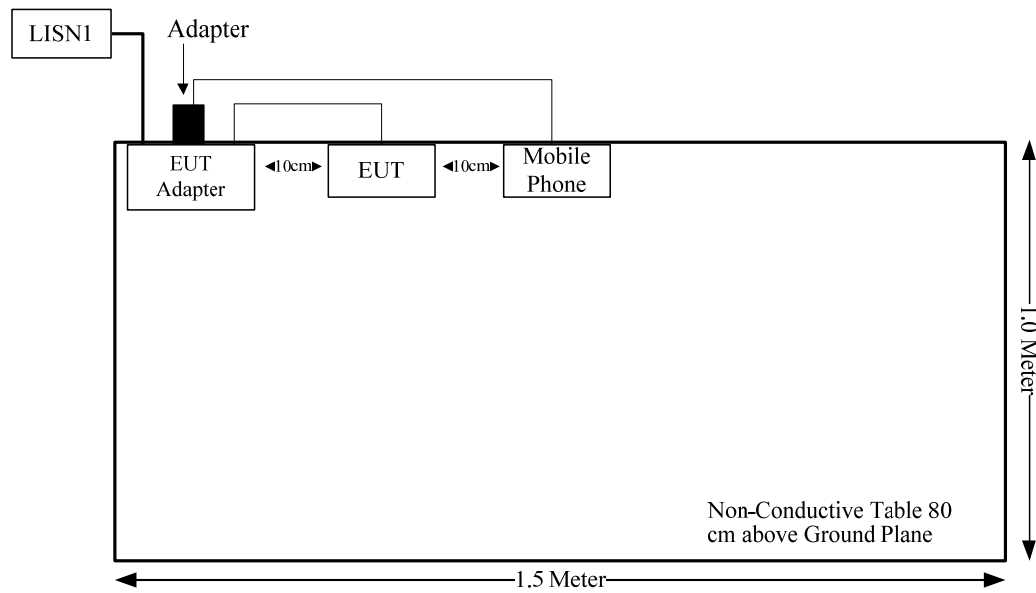 LISN1
Adapter
EUT
Adapter
10cm
EUT
10cm
Mobile
Phone
1.0 Meter
Non-Conductive Table 80
cm above Ground Plane
1.5 Meter